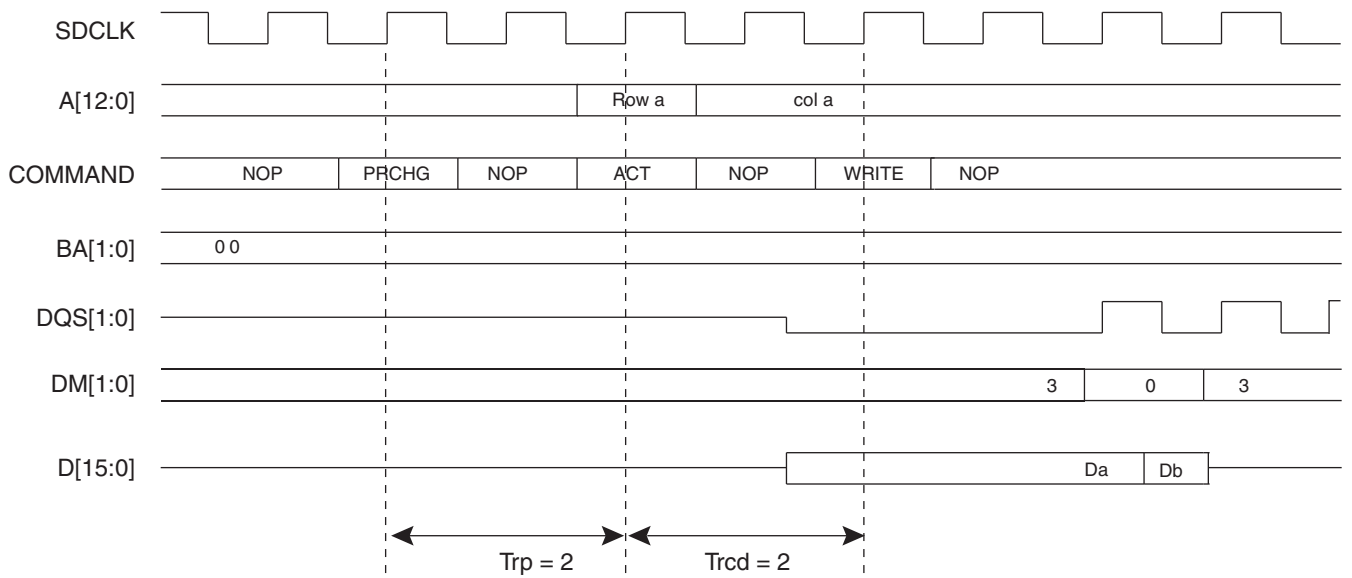 SDCLK
A[12:0] Row a col a
COMMAND NOP PRCHG NOP ACT NOP WRITE NOP
BA[1:0] 0 0
DQS[1:0]
DM[1:0] 3 0 3
D[15:0] Da Db
Trp = 2 Trcd = 2